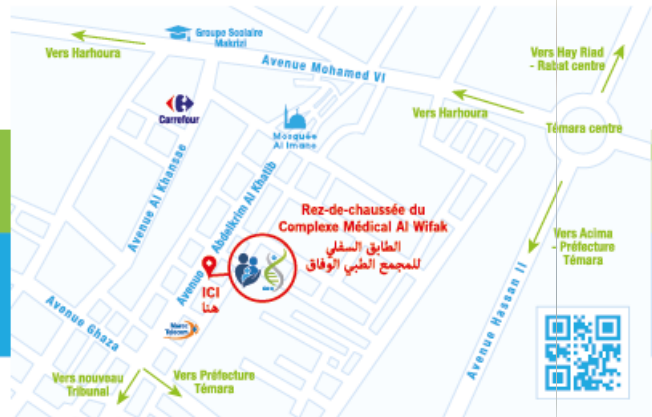 Groupe Scolaire
Makrizi
Vers Harhoura
Avenue Mohamed VI
Vers Hay Riad
- Rabat centre
Carrefour
Vers Harhoura
Témara centre
Mosquée
Al Imane
Avenue Al Khansse
Avenue Abdelkrim Al Khatib
Rez-de-chaussée du
Complexe Médical Al Wifak
الطابق السفلي
للمجمع الطبي الوفاق
Vers Acima
- Préfecture
Témara
ICI
هنا
Maroc
Telecom
Avenue Ghaza
Avenue Hassan II
Vers nouveau
Tribunal
Vers Préfecture
Témara